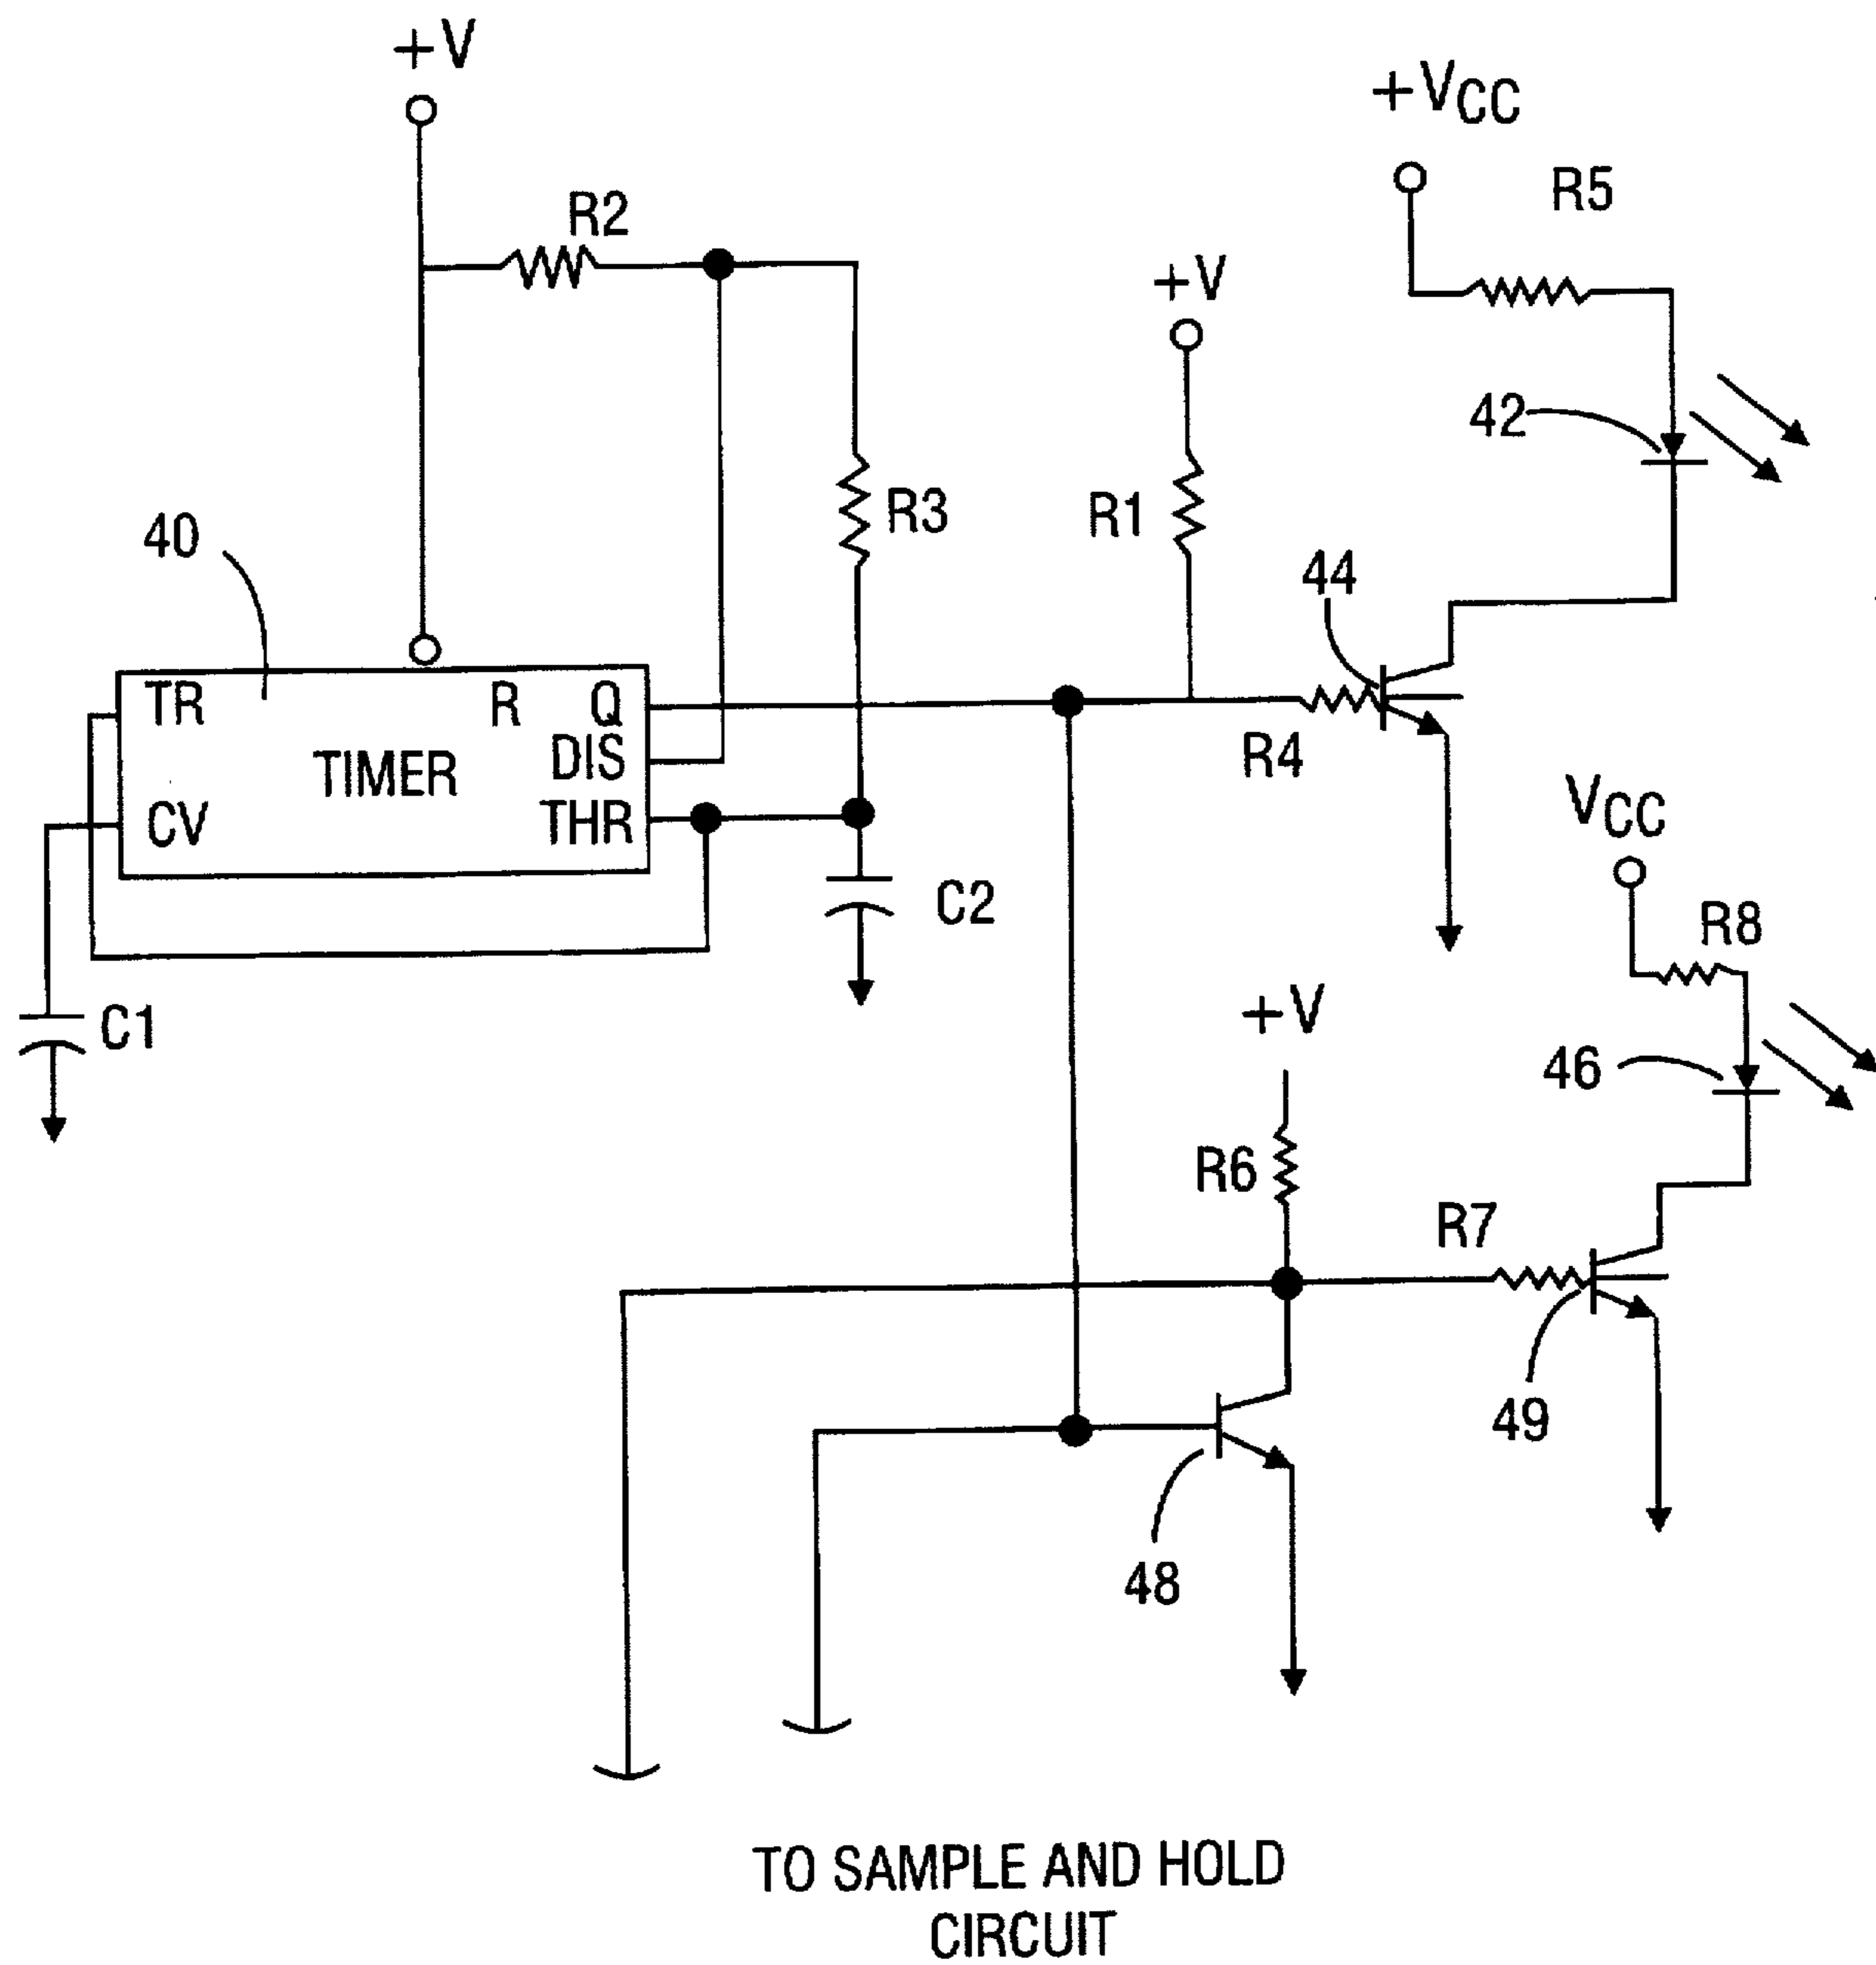 +V
+VCC
R5
R2
+V
42
R3
R1
40
44
TR
R
Q
DIS
TIMER
R4
CV
THR
VCC
C2
R8
+V
C1
46
R6
R7
49
48
TO SAMPLE AND HOLD
CIRCUIT